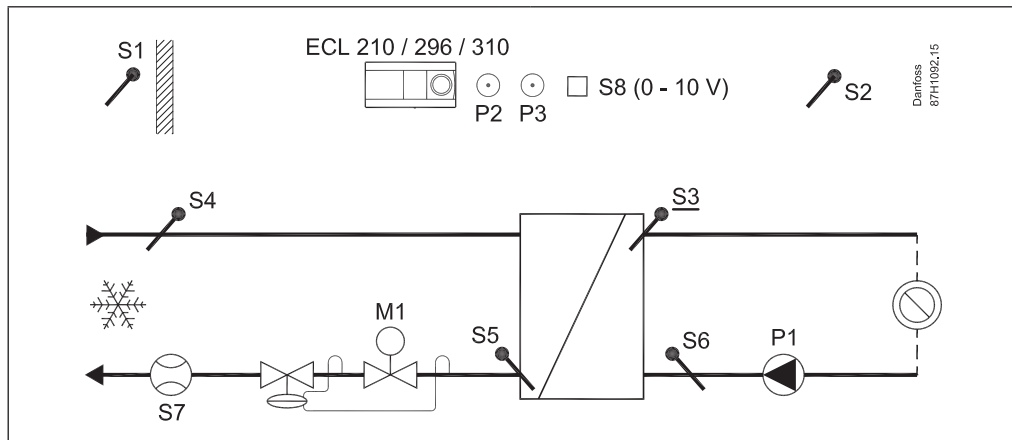 S1
ECL 210 / 296 / 310
P2
P3
S8 (0 - 10 V)
S2
Danfoss
87H1092.15
S4
S3
M1
S5
S6
P1
S7